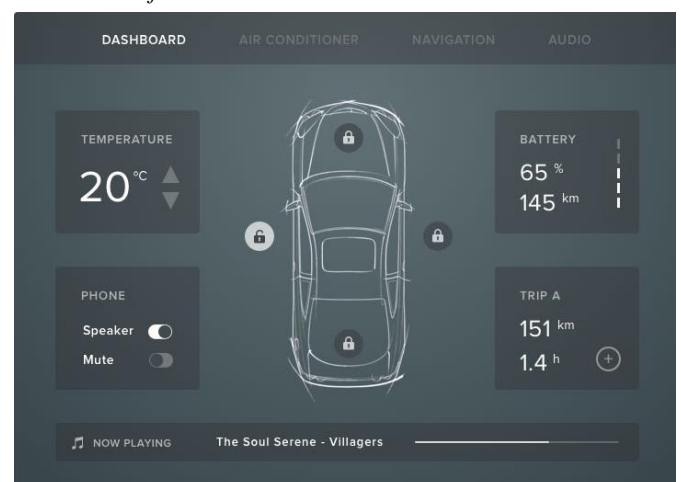 DASHBOARD AIR CONDITIONER NAVIGATION AUDIO
TEMPERATURE
20 °C
BATTERY
65 %
145 km
PHONE
Speaker
Mute
TRIP A
151 km
1.4 h
NOW PLAYING The Soul Serene - Villagers